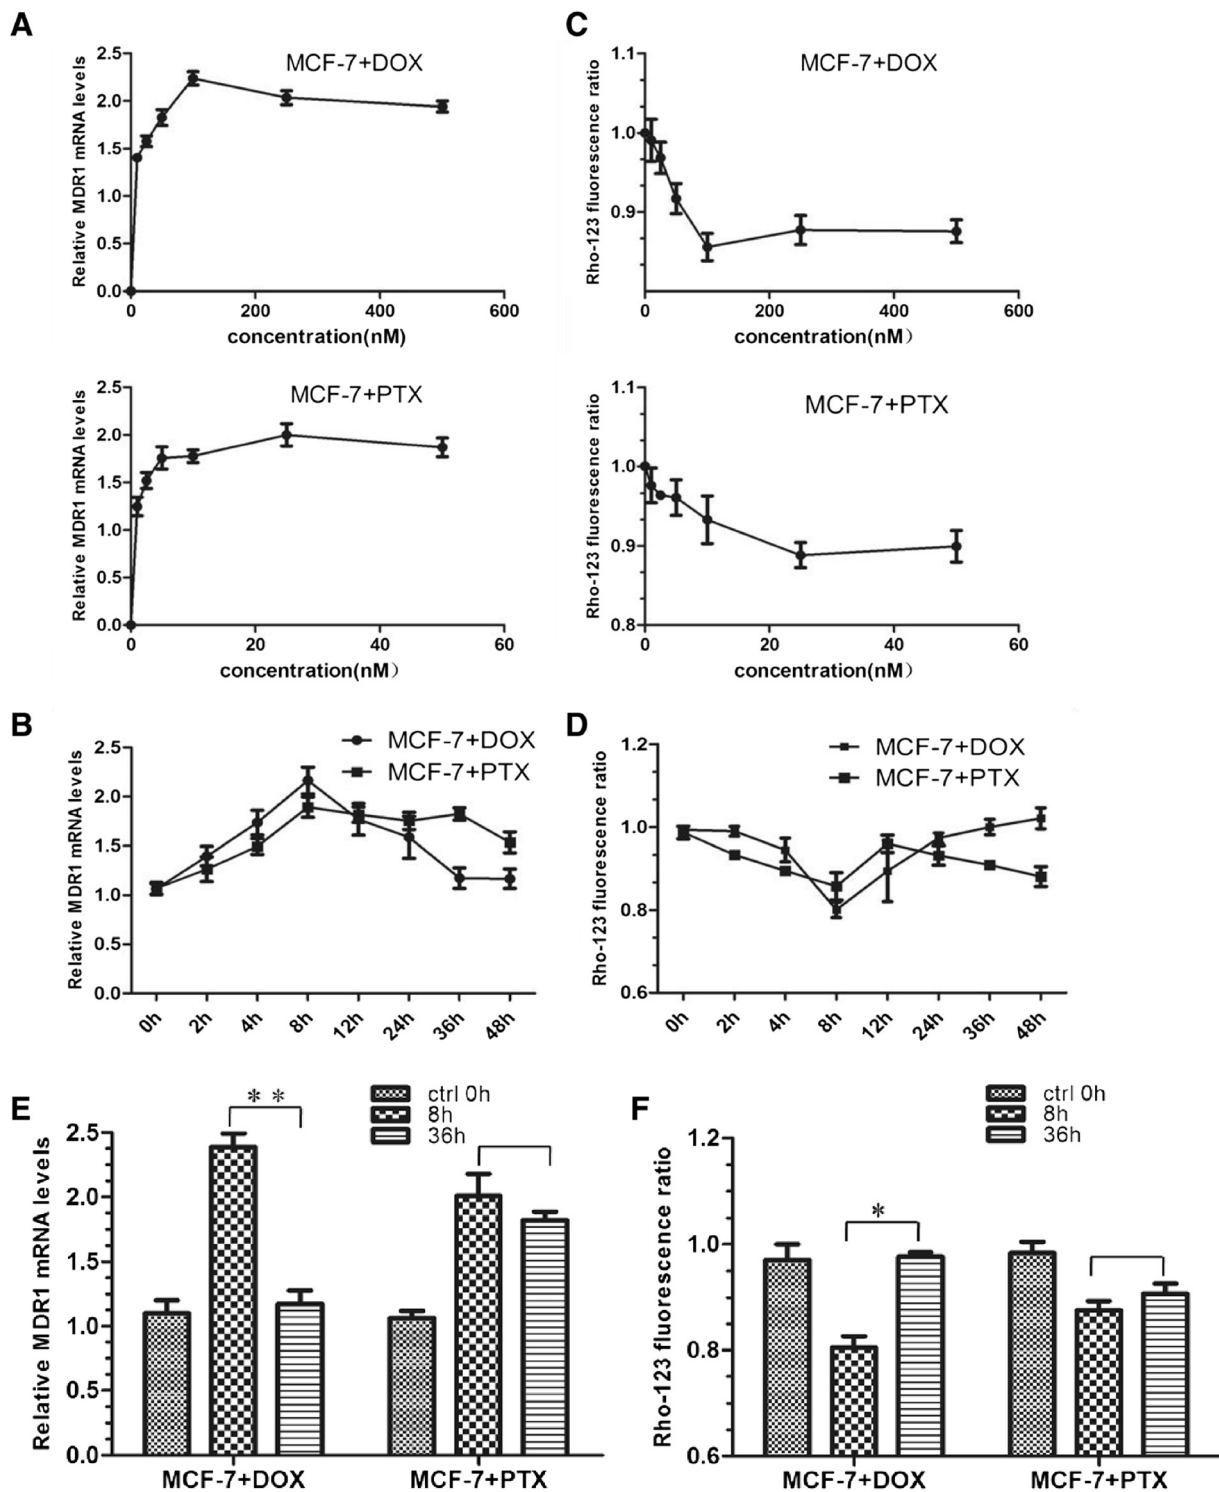 A
MCF-7+DOX
Relative MDR1 mRNA levels
2.5
2.0
1.5
1.0
0.5
0.0
0 200 400 600
concentration(nM)
C
MCF-7+DOX
Rho-123 fluorescence ratio
1.1
1.0
0.9
0 200 400 600
concentration(nM)
MCF-7+PTX
Relative MDR1 mRNA levels
2.5
2.0
1.5
1.0
0.5
0.0
0 20 40 60
concentration(nM)
MCF-7+PTX
Rho-123 fluorescence ratio
1.1
1.0
0.9
0.8
0 20 40 60
concentration(nM)
B
MCF-7+DOX
MCF-7+PTX
Relative MDR1 mRNA levels
2.5
2.0
1.5
1.0
0.5
0.0
0h 2h 4h 8h 12h 24h 36h 48h
D
MCF-7+DOX
MCF-7+PTX
Rho-123 fluorescence ratio
1.2
1.0
0.8
0.6
0h 2h 4h 8h 12h 24h 36h 48h
E
ctrl 0h
8h
36h
* *
Relative MDR1 mRNA levels
2.5
2.0
1.5
1.0
0.5
0.0
MCF-7+DOX MCF-7+PTX
F
ctrl 0h
8h
36h
*
Rho-123 fluorescence ratio
1.2
1.0
0.8
0.6
MCF-7+DOX MCF-7+PTX